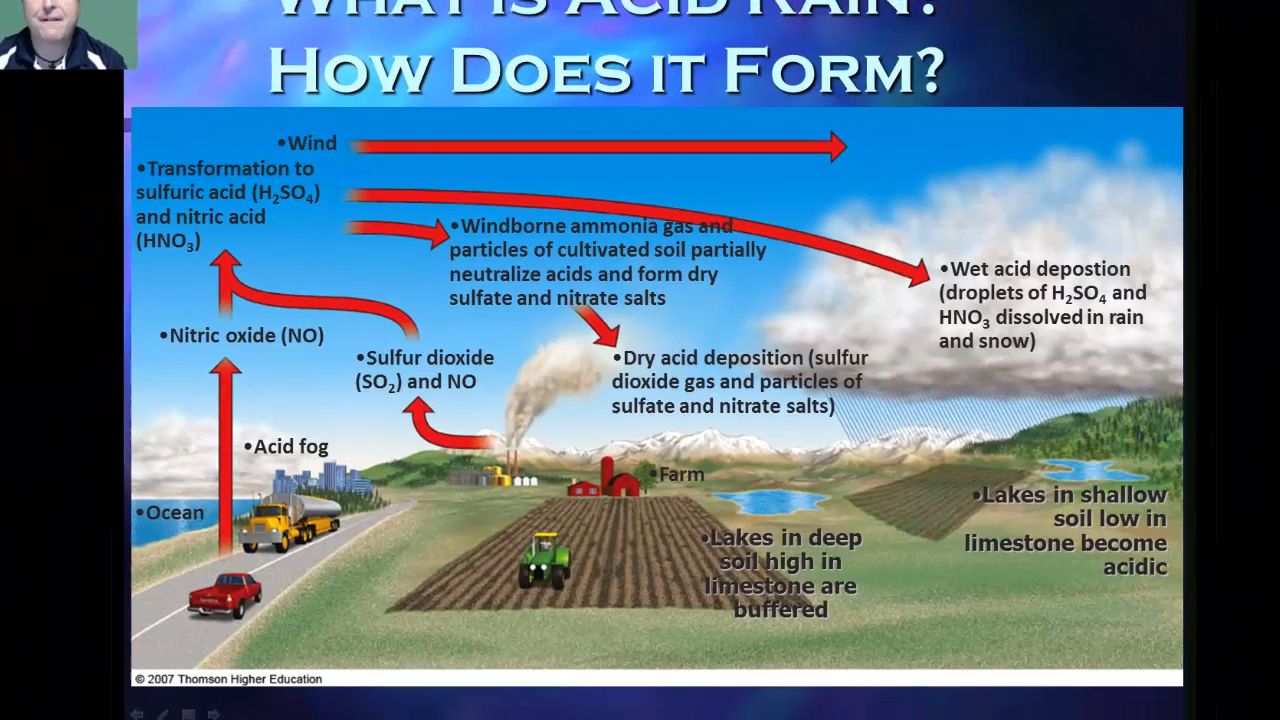 WHAT IS ACID RAIN?
HOW DOES IT FORM?
•Wind
•Transformation to
sulfuric acid (H₂SO₄)
and nitric acid
(HNO₃)
•Windborne ammonia gas and
particles of cultivated soil partially
neutralize acids and form dry
sulfate and nitrate salts
•Wet acid depostion
(droplets of H₂SO₄ and
HNO₃ dissolved in rain
and snow)
•Nitric oxide (NO)
•Sulfur dioxide
(SO₂) and NO
•Dry acid deposition (sulfur
dioxide gas and particles of
sulfate and nitrate salts)
•Acid fog
•Farm
•Ocean
•Lakes in shallow
soil low in
limestone become
acidic
•Lakes in deep
soil high in
limestone are
buffered
© 2007 Thomson Higher Education